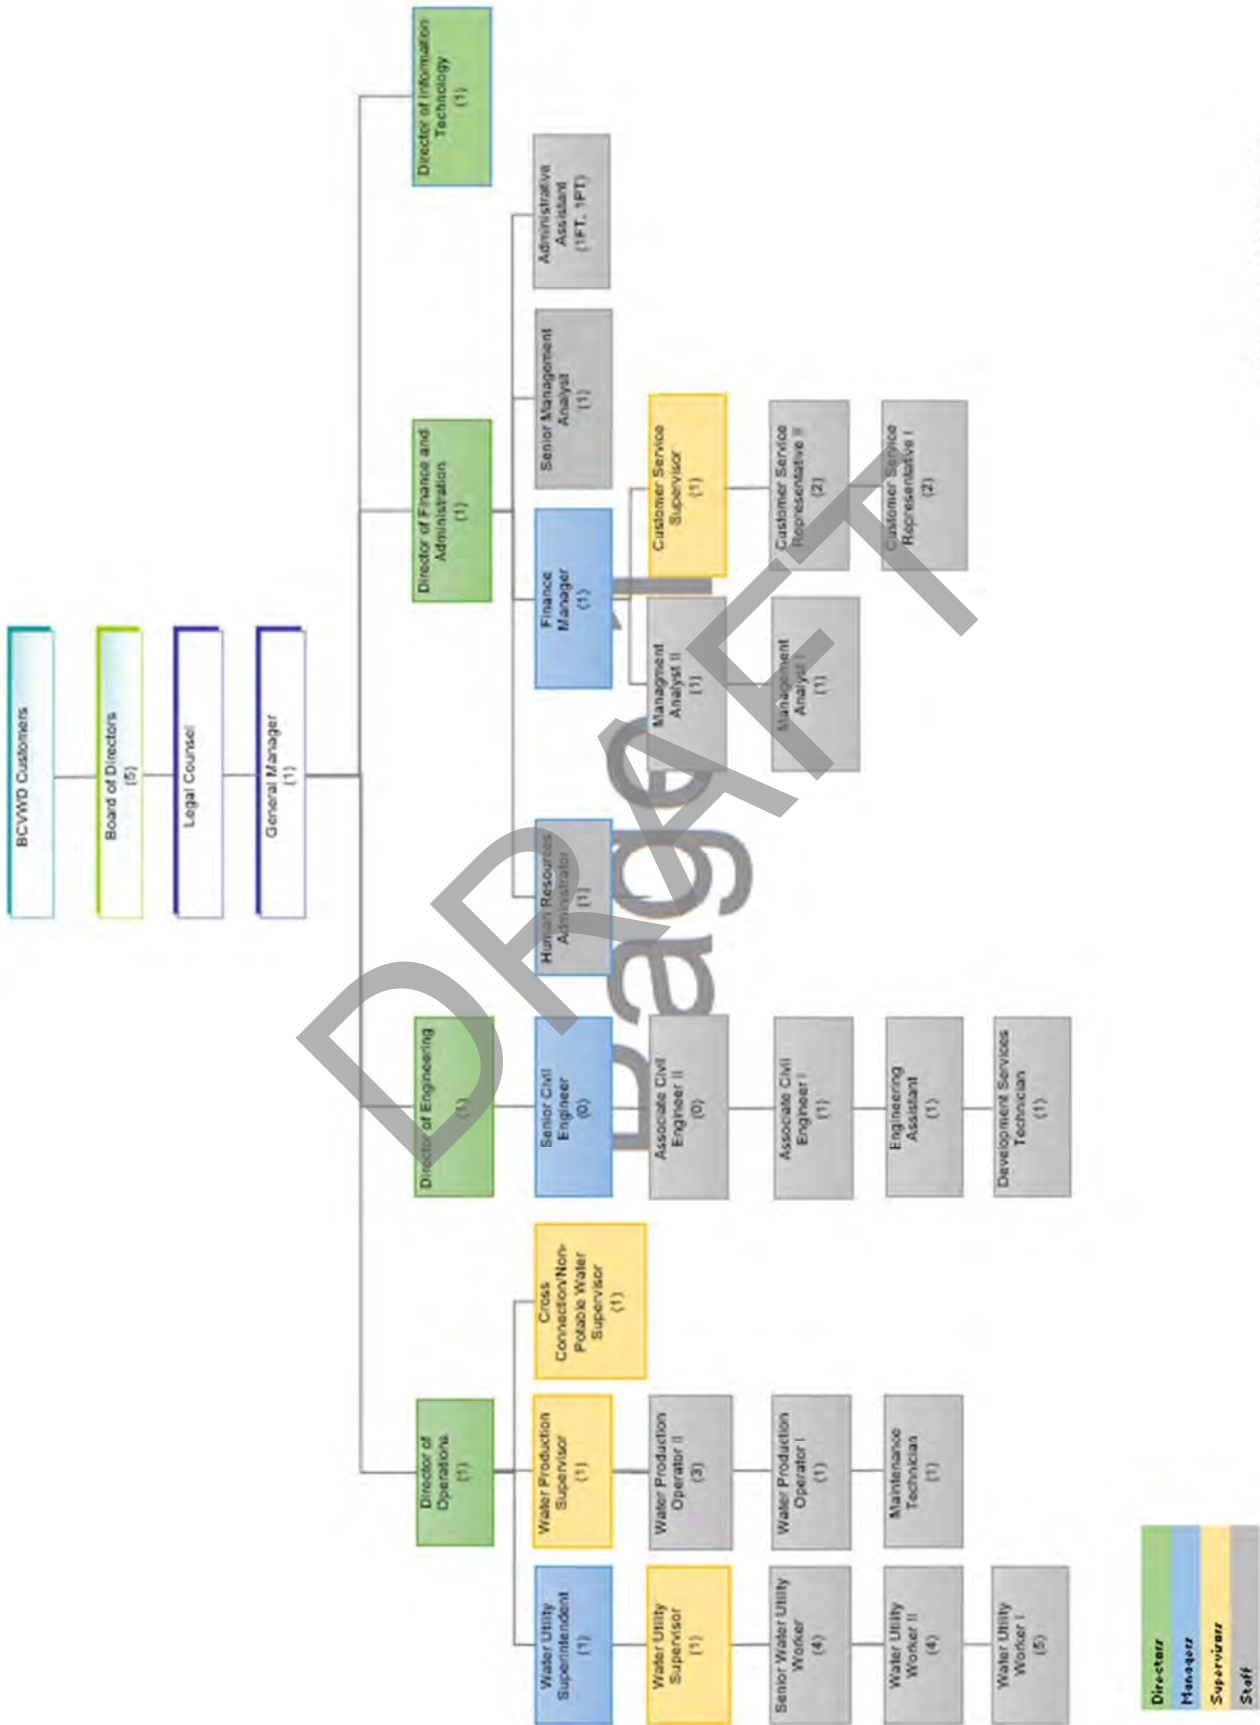 BCVWD Customers
Board of Directors
(5)
Legal Counsel
General Manager
(1)
Director of
Operations
(1)
Director of Engineering
(1)
Director of Finance and
Administration
(1)
Director of Information
Technology
(1)
Water Utility
Superintendent
(1)
Water Production
Supervisor
(1)
Cross
Connection/Non-
Potable Water
Supervisor
(1)
Senior Civil
Engineer
(0)
Human Resources
Administrator
(1)
Finance
Manager
(1)
Senior Management
Analyst
(1)
Administrative
Assistant
(1FT, 1PT)
Water Utility
Supervisor
(1)
Water Production
Operator II
(3)
Associate Civil
Engineer II
(0)
Managment
Analyst II
(1)
Customer Service
Supervisor
(1)
Senior Water Utility
Worker
(4)
Water Production
Operator I
(1)
Associate Civil
Engineer I
(1)
Management
Analyst I
(1)
Customer Service
Representative II
(2)
Water Utility
Worker II
(4)
Maintenance
Technician
(1)
Engineering
Assistant
(1)
Customer Service
Representative I
(2)
Water Utility
Worker I
(5)
Development Services
Technician
(1)
Directors
Managers
Supervisors
Staff
Page 1
DRAFT